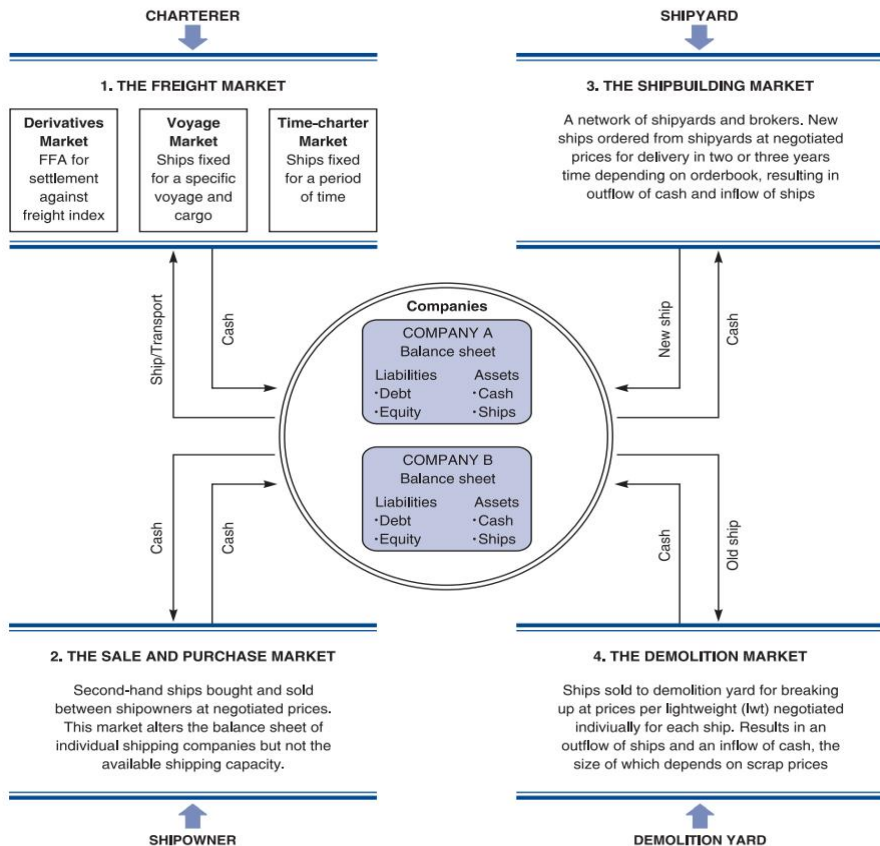 CHARTERER
1. THE FREIGHT MARKET
Derivatives
Market
FFA for
settlement
against
freight index
Voyage
Market
Ships fixed
for a specific
voyage and
cargo
Time-charter
Market
Ships fixed
for a period
of time
SHIPYARD
3. THE SHIPBUILDING MARKET
A network of shipyards and brokers. New
ships ordered from shipyards at negotiated
prices for delivery in two or three years
time depending on orderbook, resulting in
outflow of cash and inflow of ships
Ship/Transport
Cash
New ship
Cash
Companies
COMPANY A
Balance sheet
Liabilities Assets
·Debt ·Cash
·Equity ·Ships
COMPANY B
Balance sheet
Liabilities Assets
·Debt ·Cash
·Equity ·Ships
Cash
Cash
Cash
Old ship
2. THE SALE AND PURCHASE MARKET
Second-hand ships bought and sold
between shipowners at negotiated prices.
This market alters the balance sheet of
individual shipping companies but not the
available shipping capacity.
SHIPOWNER
4. THE DEMOLITION MARKET
Ships sold to demolition yard for breaking
up at prices per lightweight (lwt) negotiated
indiviually for each ship. Results in an
outflow of ships and an inflow of cash, the
size of which depends on scrap prices
DEMOLITION YARD